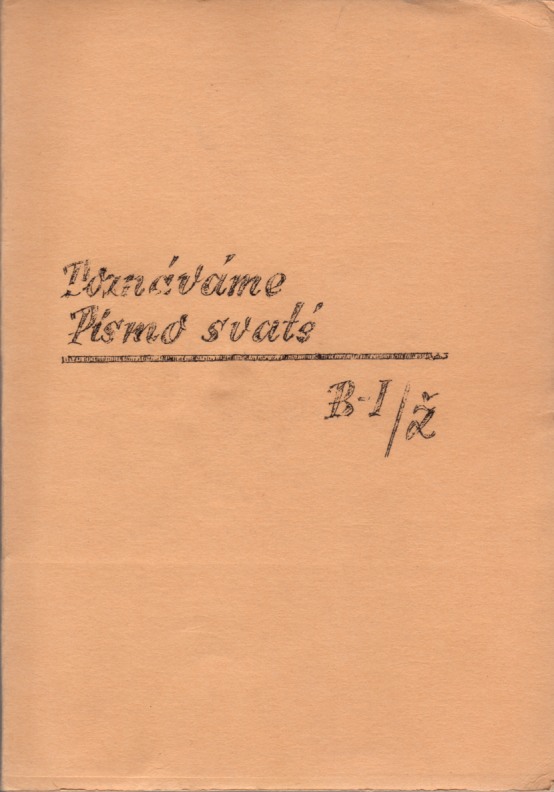 Poznáváme
Písmo svaté
B-I/ž